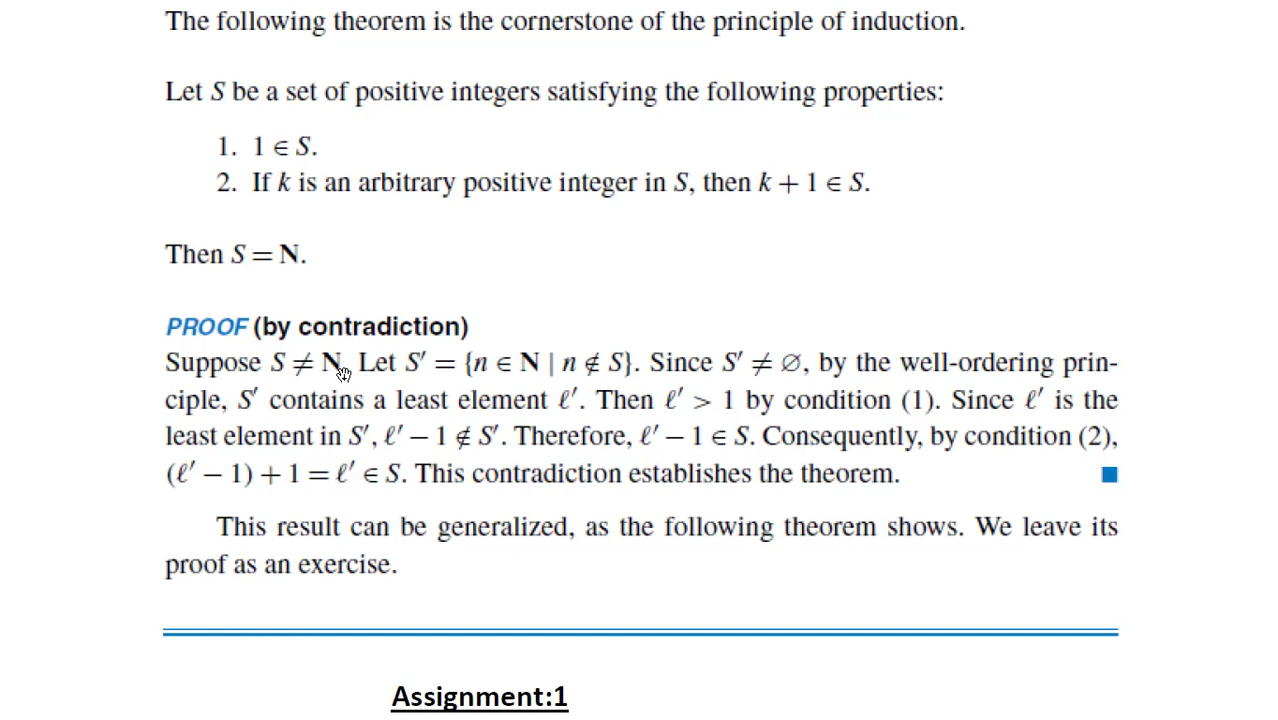 The following theorem is the cornerstone of the principle of induction.
Let S be a set of positive integers satisfying the following properties:
1. 1 ∈ S.
2. If k is an arbitrary positive integer in S, then k + 1 ∈ S.
Then S = N.
PROOF (by contradiction)
Suppose S ≠ N. Let S′ = {n ∈ N | n ∉ S}. Since S′ ≠ ∅, by the well-ordering prin-
ciple, S′ contains a least element ℓ′. Then ℓ′ > 1 by condition (1). Since ℓ′ is the
least element in S′, ℓ′ − 1 ∉ S′. Therefore, ℓ′ − 1 ∈ S. Consequently, by condition (2),
(ℓ′ − 1) + 1 = ℓ′ ∈ S. This contradiction establishes the theorem.
This result can be generalized, as the following theorem shows. We leave its
proof as an exercise.
Assignment:1